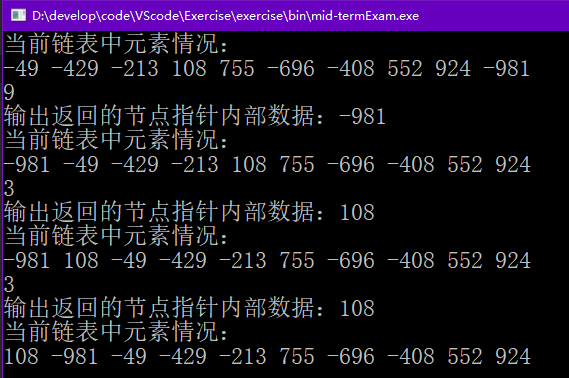 D:\develop\code\VScode\Exercise\exercise\bin\mid-termExam.exe
当前链表中元素情况：
-49 -429 -213 108 755 -696 -408 552 924 -981
9
输出返回的节点指针内部数据：-981
当前链表中元素情况：
-981 -49 -429 -213 108 755 -696 -408 552 924
3
输出返回的节点指针内部数据：108
当前链表中元素情况：
-981 108 -49 -429 -213 755 -696 -408 552 924
3
输出返回的节点指针内部数据：108
当前链表中元素情况：
108 -981 -49 -429 -213 755 -696 -408 552 924